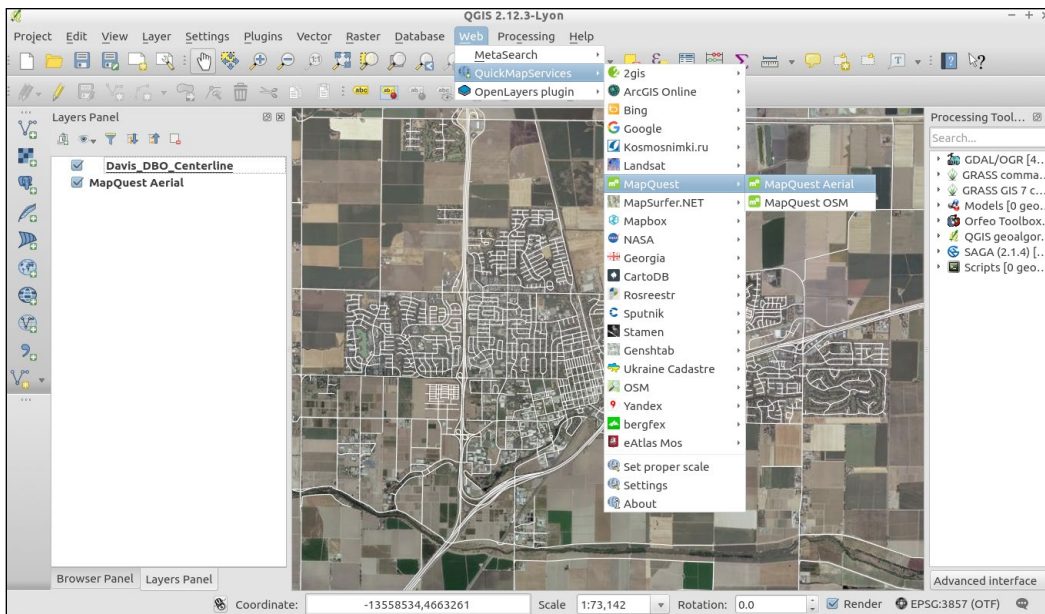 QGIS 2.12.3-Lyon
Project Edit View Layer Settings Plugins Vector Raster Database Web Processing Help
MetaSearch
QuickMapServices
OpenLayers plugin
2gis
ArcGIS Online
Bing
Google
Kosmosnimki.ru
Landsat
MapQuest
MapQuest Aerial
MapQuest OSM
MapSurfer.NET
Mapbox
NASA
Georgia
CartoDB
Rosreestr
Sputnik
Stamen
Genshtab
Ukraine Cadastre
OSM
Yandex
bergfex
eAtlas Mos
Set proper scale
Settings
About
Layers Panel
Davis_DBO_Centerline
MapQuest Aerial
Processing Tool...
Search...
GDAL/OGR [4...
GRASS comma...
GRASS GIS 7 c...
Models [0 geo...
Orfeo Toolbox...
QGIS geoalgor...
SAGA (2.1.4) [...
Scripts [0 geo...
Browser Panel Layers Panel
Advanced interface
Coordinate: -13558534,4663261 Scale 1:73,142 Rotation: 0.0 Render EPSG:3857 (OTF)